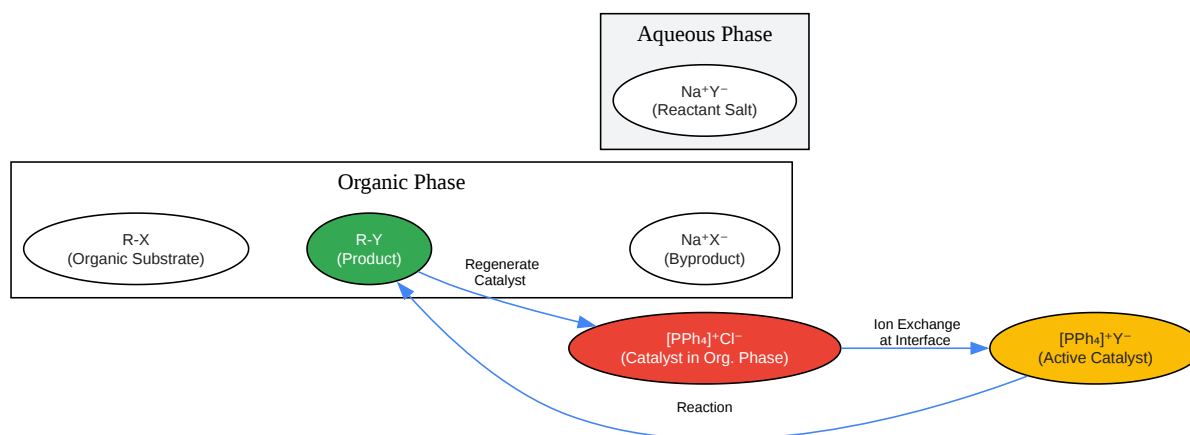 Aqueous Phase
Na⁺Y⁻
(Reactant Salt)
Organic Phase
R-X
(Organic Substrate)
R-Y
(Product)
Na⁺X⁻
(Byproduct)
Regenerate
Catalyst
[PPh₄]⁺Cl⁻
(Catalyst in Org. Phase)
Ion Exchange
at Interface
[PPh₄]⁺Y⁻
(Active Catalyst)
Reaction